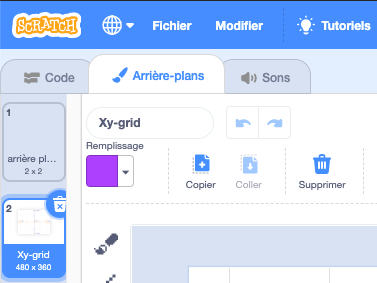 SCRATCH
Fichier
Modifier
Tutoriels
Code
Arrière-plans
Sons
1
arrière pl...
2 x 2
2
Xy-grid
480 x 360
Xy-grid
Remplissage
Copier
Coller
Supprimer